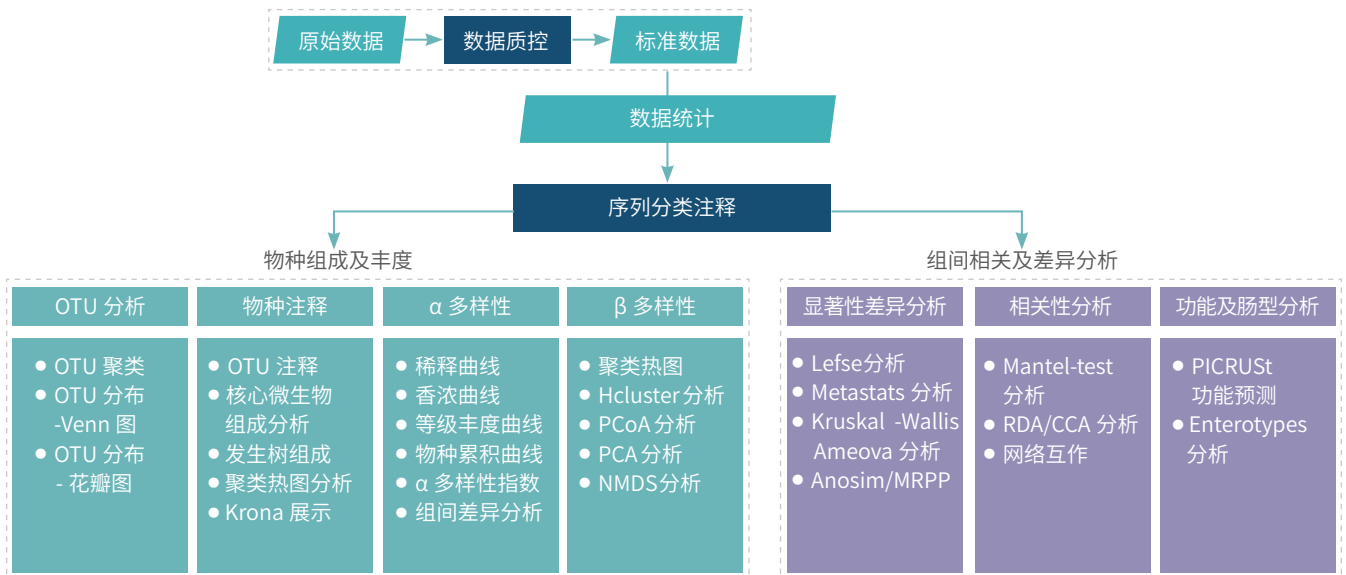 原始数据
数据质控
标准数据
数据统计
序列分类注释
物种组成及丰度
OTU 分析
OTU 聚类
OTU 分布
-Venn 图
OTU 分布
- 花瓣图
物种注释
OTU 注释
核心微生物
组成分析
发生树组成
聚类热图分析
Krona 展示
α 多样性
稀释曲线
香浓曲线
等级丰度曲线
物种累积曲线
α 多样性指数
组间差异分析
β 多样性
聚类热图
Hcluster分析
PCoA分析
PCA分析
NMDS分析
组间相关及差异分析
显著性差异分析
Lefse分析
Metastats 分析
Kruskal -Wallis
Ameova 分析
Anosim/MRPP
相关性分析
Mantel-test
分析
RDA/CCA 分析
网络互作
功能及肠型分析
PICRUSt
功能预测
Enterotypes
分析